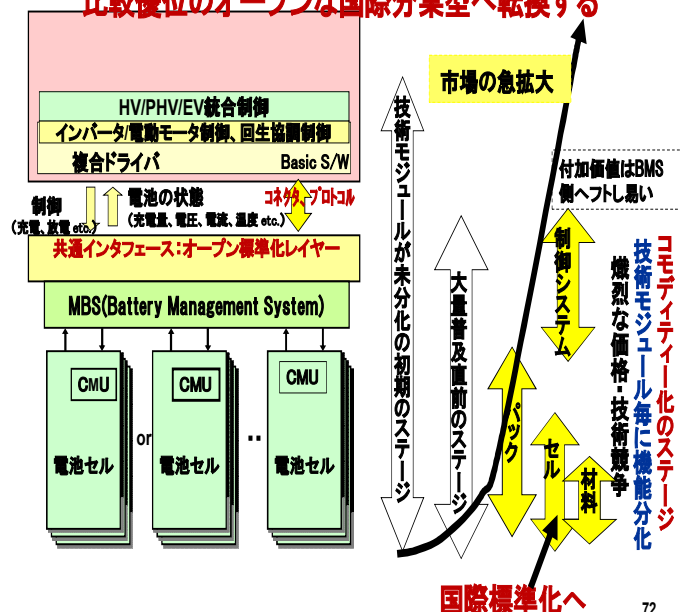 比較優位のオープンな国際分業型へ転換する
HV/PHV/EV統合制御
インバータ/電動モータ制御、回生協調制御
複合ドライバ
Basic S/W
制御
(充電、放電 etc.)
電池の状態
(充電量、電圧、電流、温度 etc.)
コネクタ、プロトコル
共通インタフェース：オープン標準化レイヤー
MBS(Battery Management System)
CMU
電池セル
or
CMU
電池セル
‥
CMU
電池セル
技術モジュールが未分化の初期のステージ
大量普及直前のステージ
市場の急拡大
付加価値はBMS
側へフトし易い
制御システム
パック
セル
材料
コモディティー化のステージ
技術モジュール毎に機能分化
熾烈な価格・技術競争
国際標準化へ
72